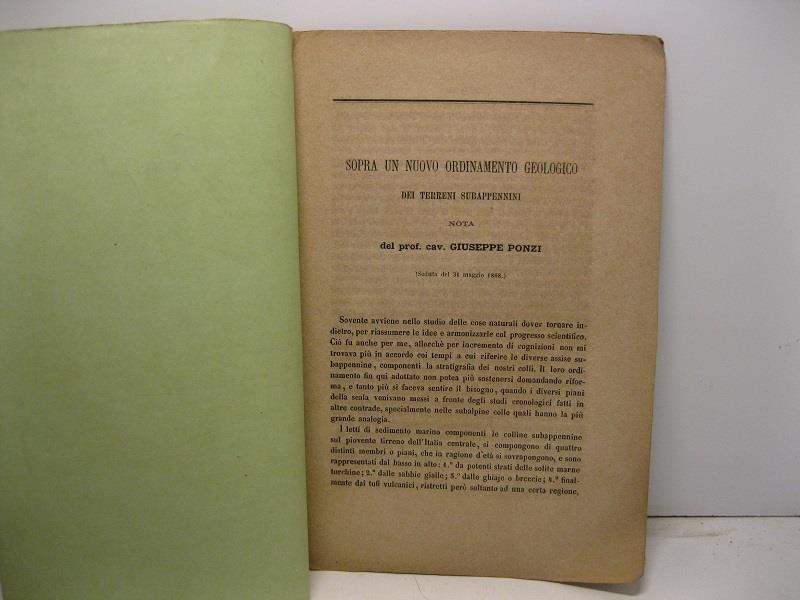 SOPRA UN NUOVO ORDINAMENTO GEOLOGICO
DEI TERRENI SUBAPPENNINI
NOTA
del prof. cav. GIUSEPPE PONZI
(Seduta del 31 maggio 1868.)
Sovente avviene nello studio delle cose naturali dover tornare in-
dietro, per riassumere le idee e armonizzarle col progresso scientifico.
Ciò fu anche per me, allorchè per incremento di cognizioni non mi
trovava più in accordo coi tempi a cui riferire le diverse assise su-
bappennine, componenti la stratigrafia dei nostri colli. Il loro ordi-
namento fin qui adottato non potea più sostenersi domandando rifor-
ma, e tanto più si faceva sentire il bisogno, quando i diversi piani
della scala venivano messi a fronte degli studi cronologici fatti in
altre contrade, specialmente nelle subalpine colle quali hanno la più
grande analogia.
I letti di sedimento marino componenti le colline subappennine
sul piovente tirreno dell'Italia centrale, si compongono di quattro
distinti membri o piani, che in ragione d'età si sovrapongono, e sono
rappresentati dal basso in alto: 1.° da potenti strati delle solite marne
turchine; 2.° dalle sabbie gialle; 3.° dalle ghiaje o breccie; 4.° final-
mente dai tufi vulcanici, ristretti però soltanto ad una certa regione,